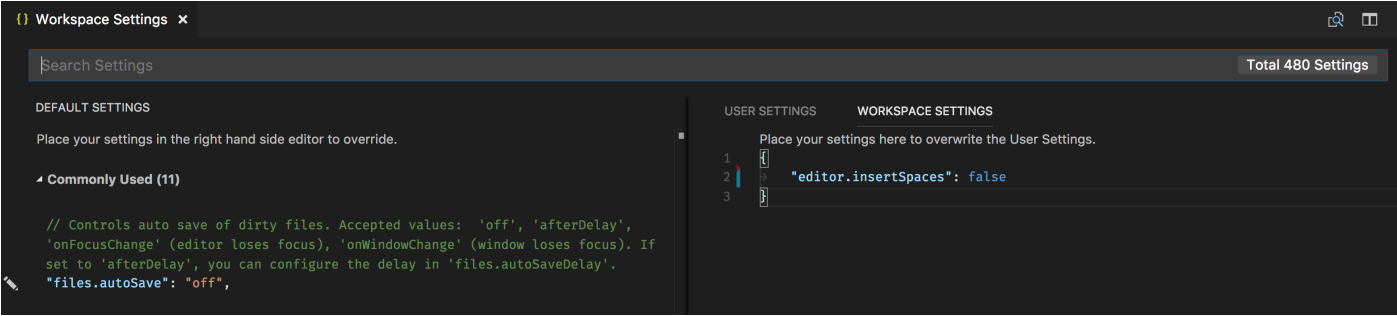 {} Workspace Settings ×
Search Settings
Total 480 Settings
DEFAULT SETTINGS
Place your settings in the right hand side editor to override.
Commonly Used (11)
// Controls auto save of dirty files. Accepted values:  'off', 'afterDelay',
'onFocusChange' (editor loses focus), 'onWindowChange' (window loses focus). If
set to 'afterDelay', you can configure the delay in 'files.autoSaveDelay'.
"files.autoSave": "off",
USER SETTINGS
WORKSPACE SETTINGS
Place your settings here to overwrite the User Settings.
1 {
2 "editor.insertSpaces": false
3 }